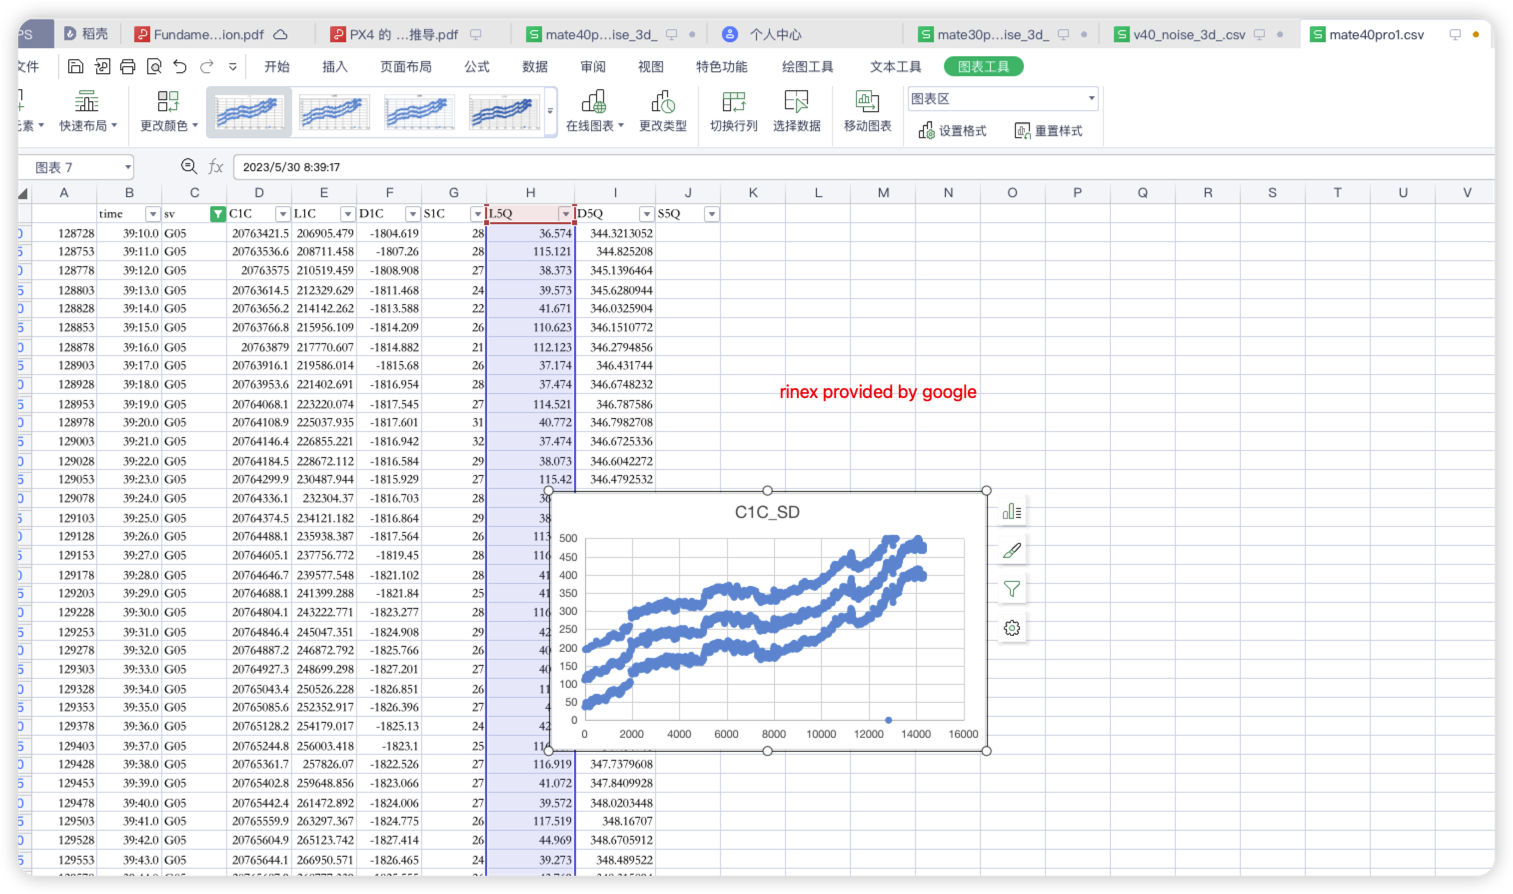 PS 稻壳 Fundame...ion.pdf PX4 的 ...推导.pdf mate40p...ise_3d_ 个人中心 mate30p...ise_3d_ v40_noise_3d_.csv mate40pro1.csv
文件 开始 插入 页面布局 公式 数据 审阅 视图 特色功能 绘图工具 文本工具 图表工具
元素 快速布局 更改颜色 在线图表 更改类型 切换行列 选择数据 移动图表 图表区
设置格式 重置样式
图表 7 fx 2023/5/30 8:39:17
A B C D E F G H I J K L M N O P Q R S T U V
time sv C1C L1C D1C S1C L5Q D5Q S5Q
128728 39:10.0 G05 20763421.5 206905.479 -1804.619 28 36.574 344.3213052
128753 39:11.0 G05 20763536.6 208711.458 -1807.26 28 115.121 344.825208
128778 39:12.0 G05 20763575 210519.459 -1808.908 27 38.373 345.1396464
128803 39:13.0 G05 20763614.5 212329.629 -1811.468 24 39.573 345.6280944
128828 39:14.0 G05 20763656.2 214142.262 -1813.588 22 41.671 346.0325904
128853 39:15.0 G05 20763766.8 215956.109 -1814.209 26 110.623 346.1510772
128878 39:16.0 G05 20763879 217770.607 -1814.882 21 112.123 346.2794856
128903 39:17.0 G05 20763916.1 219586.014 -1815.68 26 37.174 346.431744
128928 39:18.0 G05 20763953.6 221402.691 -1816.954 28 37.474 346.6748232
rinex provided by google
128953 39:19.0 G05 20764068.1 223220.074 -1817.545 27 114.521 346.787586
128978 39:20.0 G05 20764108.9 225037.935 -1817.601 31 40.772 346.7982708
129003 39:21.0 G05 20764146.4 226855.221 -1816.942 32 37.474 346.6725336
129028 39:22.0 G05 20764184.5 228672.112 -1816.584 29 38.073 346.6042272
129053 39:23.0 G05 20764299.9 230487.944 -1815.929 27 115.42 346.4792532
129078 39:24.0 G05 20764336.1 232304.37 -1816.703 28
129103 39:25.0 G05 20764374.5 234121.182 -1816.864 29 38
129128 39:26.0 G05 20764488.1 235938.387 -1817.564 26 113
129153 39:27.0 G05 20764605.1 237756.772 -1819.45 28 116
129178 39:28.0 G05 20764646.7 239577.548 -1821.102 28 41
129203 39:29.0 G05 20764688.1 241399.288 -1821.84 25 41
129228 39:30.0 G05 20764804.1 243222.771 -1823.277 28 116
129253 39:31.0 G05 20764846.4 245047.351 -1824.908 29 42
129278 39:32.0 G05 20764887.2 246872.792 -1825.766 26 40
129303 39:33.0 G05 20764927.3 248699.298 -1827.201 27 40
129328 39:34.0 G05 20765043.4 250526.228 -1826.851 26 11
129353 39:35.0 G05 20765085.6 252352.917 -1826.396 27 4
129378 39:36.0 G05 20765128.2 254179.017 -1825.13 24 42
129403 39:37.0 G05 20765244.8 256003.418 -1823.1 25
129428 39:38.0 G05 20765361.7 257826.07 -1822.526 27 116.919 347.7379608
129453 39:39.0 G05 20765402.8 259648.856 -1823.066 27 41.072 347.8409928
129478 39:40.0 G05 20765442.4 261472.892 -1824.006 27 39.572 348.0203448
129503 39:41.0 G05 20765559.9 263297.367 -1824.775 26 117.519 348.16707
129528 39:42.0 G05 20765604.9 265123.742 -1827.414 26 44.969 348.6705912
129553 39:43.0 G05 20765644.1 266950.571 -1826.465 24 39.273 348.489522
C1C_SD
500
450
400
350
300
250
200
150
100
50
0
0 2000 4000 6000 8000 10000 12000 14000 16000